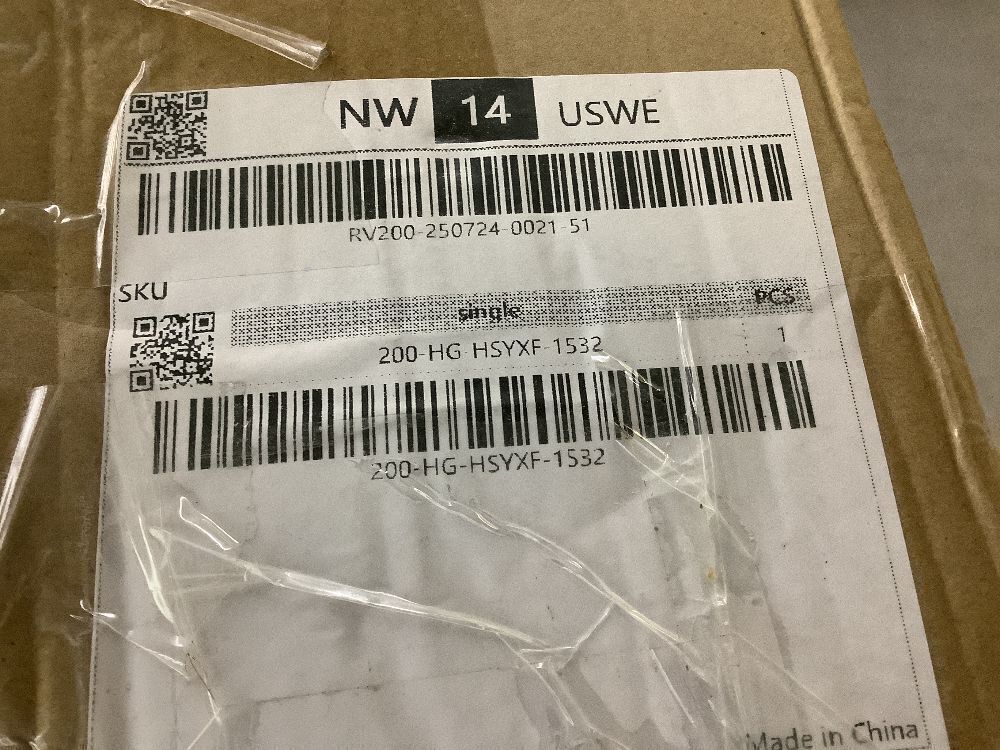 NW 14 USWE
RV200-250724-0021-51
SKU
single PCS
200-HG-HSYXF-1532 1
200-HG-HSYXF-1532
Made in China